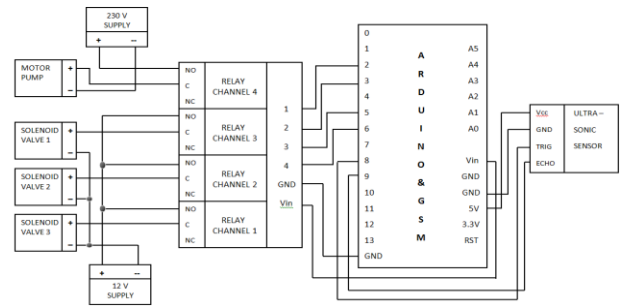 230 V
SUPPLY
+ −
MOTOR
PUMP
+
−
SOLENOID
VALVE 1
+
−
SOLENOID
VALVE 2
+
−
SOLENOID
VALVE 3
+
−
+ −
12 V
SUPPLY
NO
C
NC
RELAY
CHANNEL 4
NO
C
NC
RELAY
CHANNEL 3
NO
C
NC
RELAY
CHANNEL 2
NO
C
NC
RELAY
CHANNEL 1
1
2
3
4
GND
Vin
0
1
2
3
4
5
6
7
8
9
10
11
12
13
GND
ARDUINO&GSM
A5
A4
A3
A2
A1
A0
Vin
GND
GND
5V
3.3V
RST
Vcc
GND
TRIG
ECHO
ULTRA –
SONIC
SENSOR